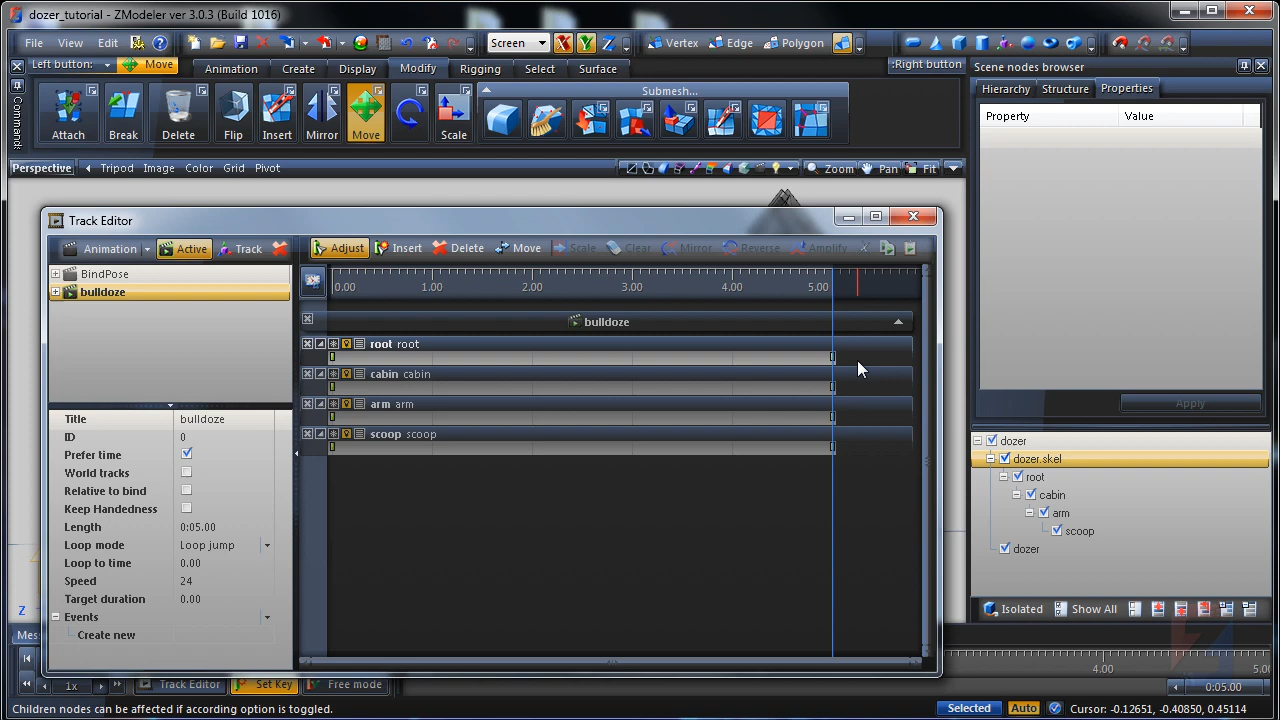 dozer_tutorial - ZModeler ver 3.0.3 (Build 1016)
File View Edit Screen X Y Z Vertex Edge Polygon
Left button: Move Animation Create Display Modify Rigging Select Surface :Right button
Commands
Attach Break Delete Flip Insert Mirror Move Rotate Scale Submesh...
Perspective Tripod Image Color Grid Pivot Zoom Pan Fit
Scene nodes browser
Hierarchy Structure Properties
Property Value
Apply
dozer
dozer.skel
root
cabin
arm
scoop
dozer
Isolated Show All
Track Editor
Animation Active Track Adjust Insert Delete Move Scale Clear Mirror Reverse Amplify
BindPose
bulldoze
0.00 1.00 2.00 3.00 4.00 5.00
bulldoze
root root
cabin cabin
arm arm
scoop scoop
Title bulldoze
ID 0
Prefer time
World tracks
Relative to bind
Keep Handedness
Length 0:05.00
Loop mode Loop jump
Loop to time 0.00
Speed 24
Target duration 0.00
Events
Create new
Z
Mes
4.00 5.00
1x Track Editor Set Key Free mode 0:05.00
Children nodes can be affected if according option is toggled. Selected Auto Cursor: -0.12651, -0.40850, 0.45114